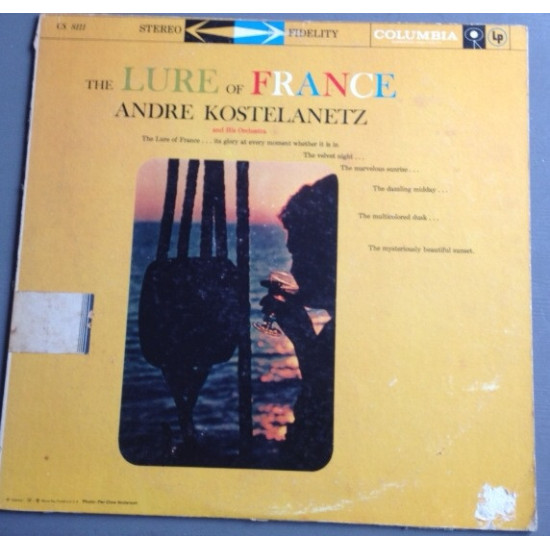 CS 8111
STEREO FIDELITY COLUMBIA LP
THE LURE OF FRANCE
ANDRE KOSTELANETZ
and His Orchestra
The Lure of France . . . its glory at every moment whether it is in
The velvet night . . .
The marvelous sunrise . . .
The dazzling midday . . .
The multicolored dusk . . .
The mysteriously beautiful sunset.